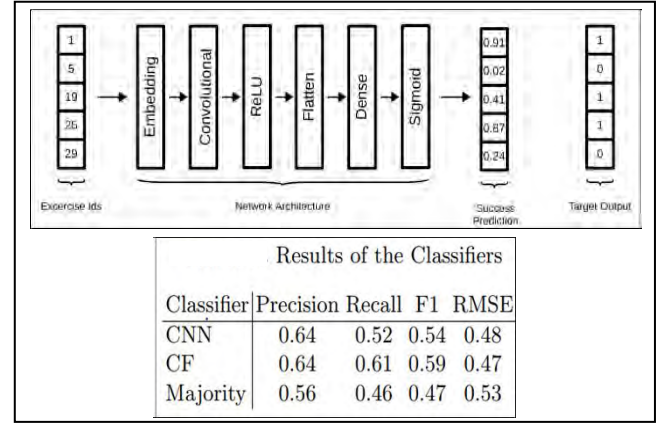 1
5
19
26
29
Embedding
Convolutional
ReLU
Flatten
Dense
Sigmoid
0.91
0.02
0.41
0.87
0.24
1
0
1
1
0
Excercise Ids
Network Architecture
Success
Prediction
Target Output
Results of the Classifiers
Classifier Precision Recall F1 RMSE
CNN 0.64 0.52 0.54 0.48
CF 0.64 0.61 0.59 0.47
Majority 0.56 0.46 0.47 0.53